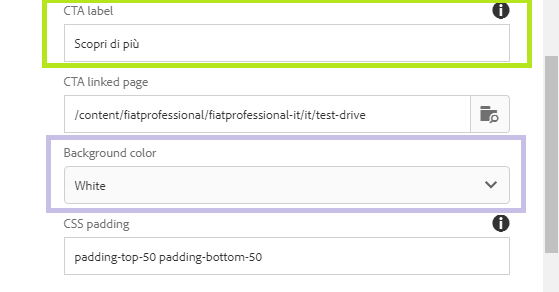 CTA label
Scopri di più
CTA linked page
/content/fiatprofessional/fiatprofessional-it/it/test-drive
Background color
White
CSS padding
padding-top-50 padding-bottom-50